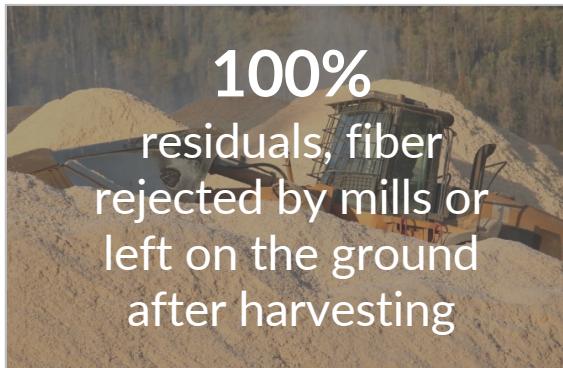 100%
residuals, fiber
rejected by mills or
left on the ground
after harvesting